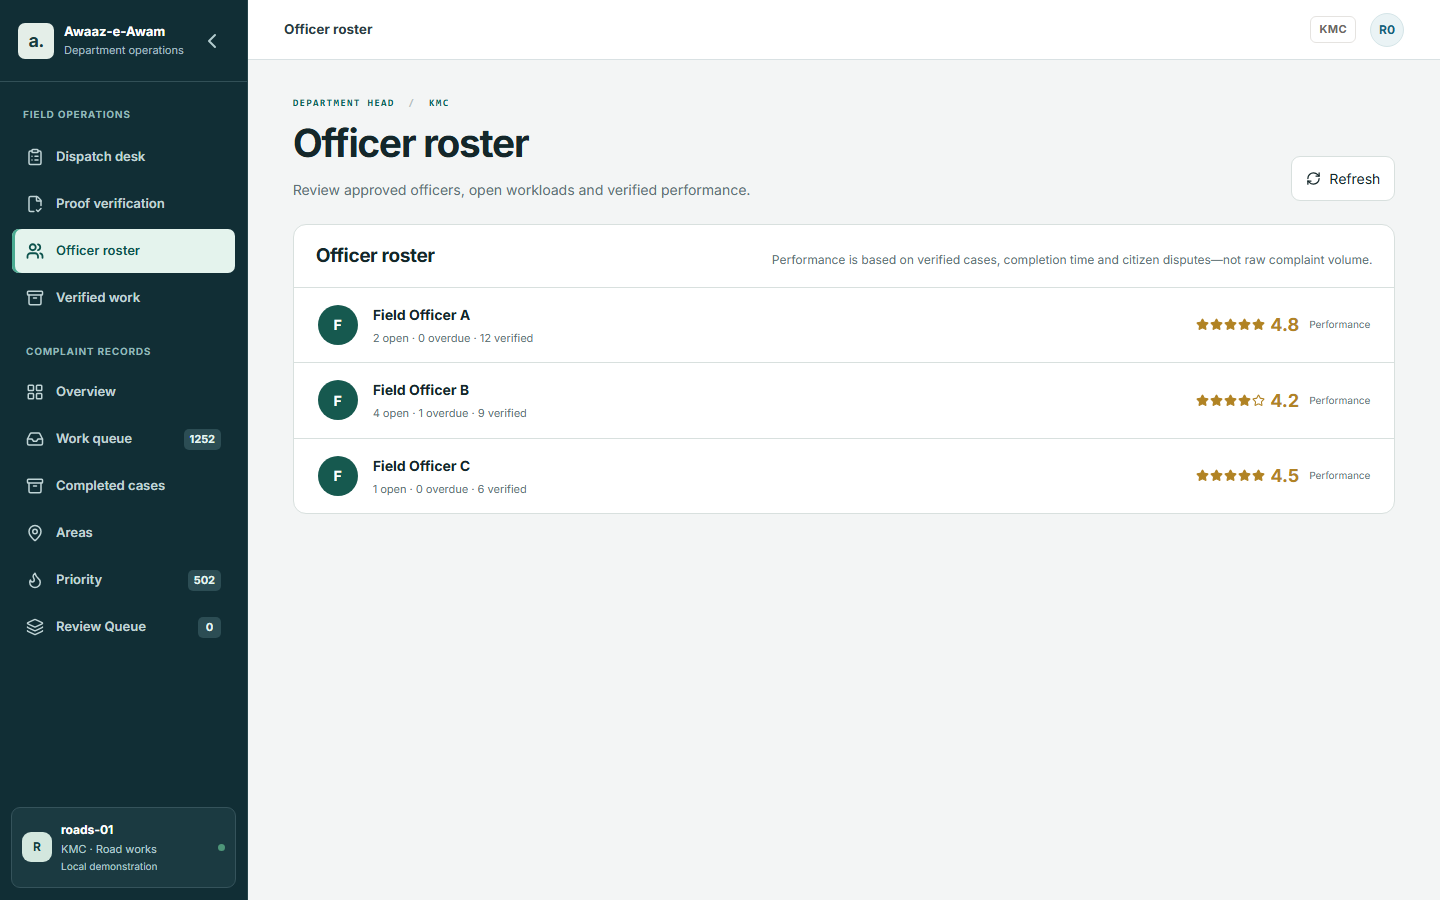 a.
Awaaz-e-Awam
Department operations
FIELD OPERATIONS
Dispatch desk
Proof verification
Officer roster
Verified work
COMPLAINT RECORDS
Overview
Work queue 1252
Completed cases
Areas
Priority 502
Review Queue 0
R
roads-01
KMC · Road works
Local demonstration
Officer roster
KMC
R0
DEPARTMENT HEAD / KMC
Officer roster
Review approved officers, open workloads and verified performance.
Refresh
Officer roster
Performance is based on verified cases, completion time and citizen disputes—not raw complaint volume.
F
Field Officer A
2 open · 0 overdue · 12 verified
★★★★★ 4.8 Performance
F
Field Officer B
4 open · 1 overdue · 9 verified
★★★★☆ 4.2 Performance
F
Field Officer C
1 open · 0 overdue · 6 verified
★★★★★ 4.5 Performance